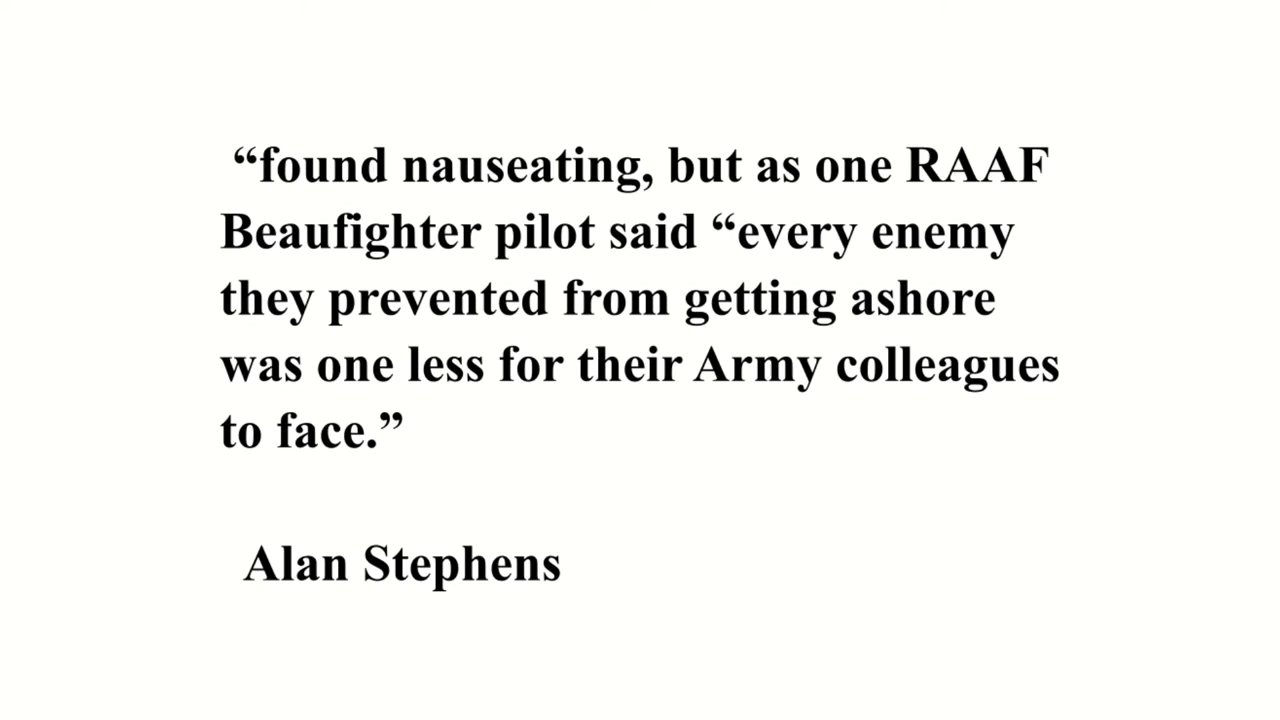 “found nauseating, but as one RAAF
Beaufighter pilot said “every enemy
they prevented from getting ashore
was one less for their Army colleagues
to face.”
Alan Stephens